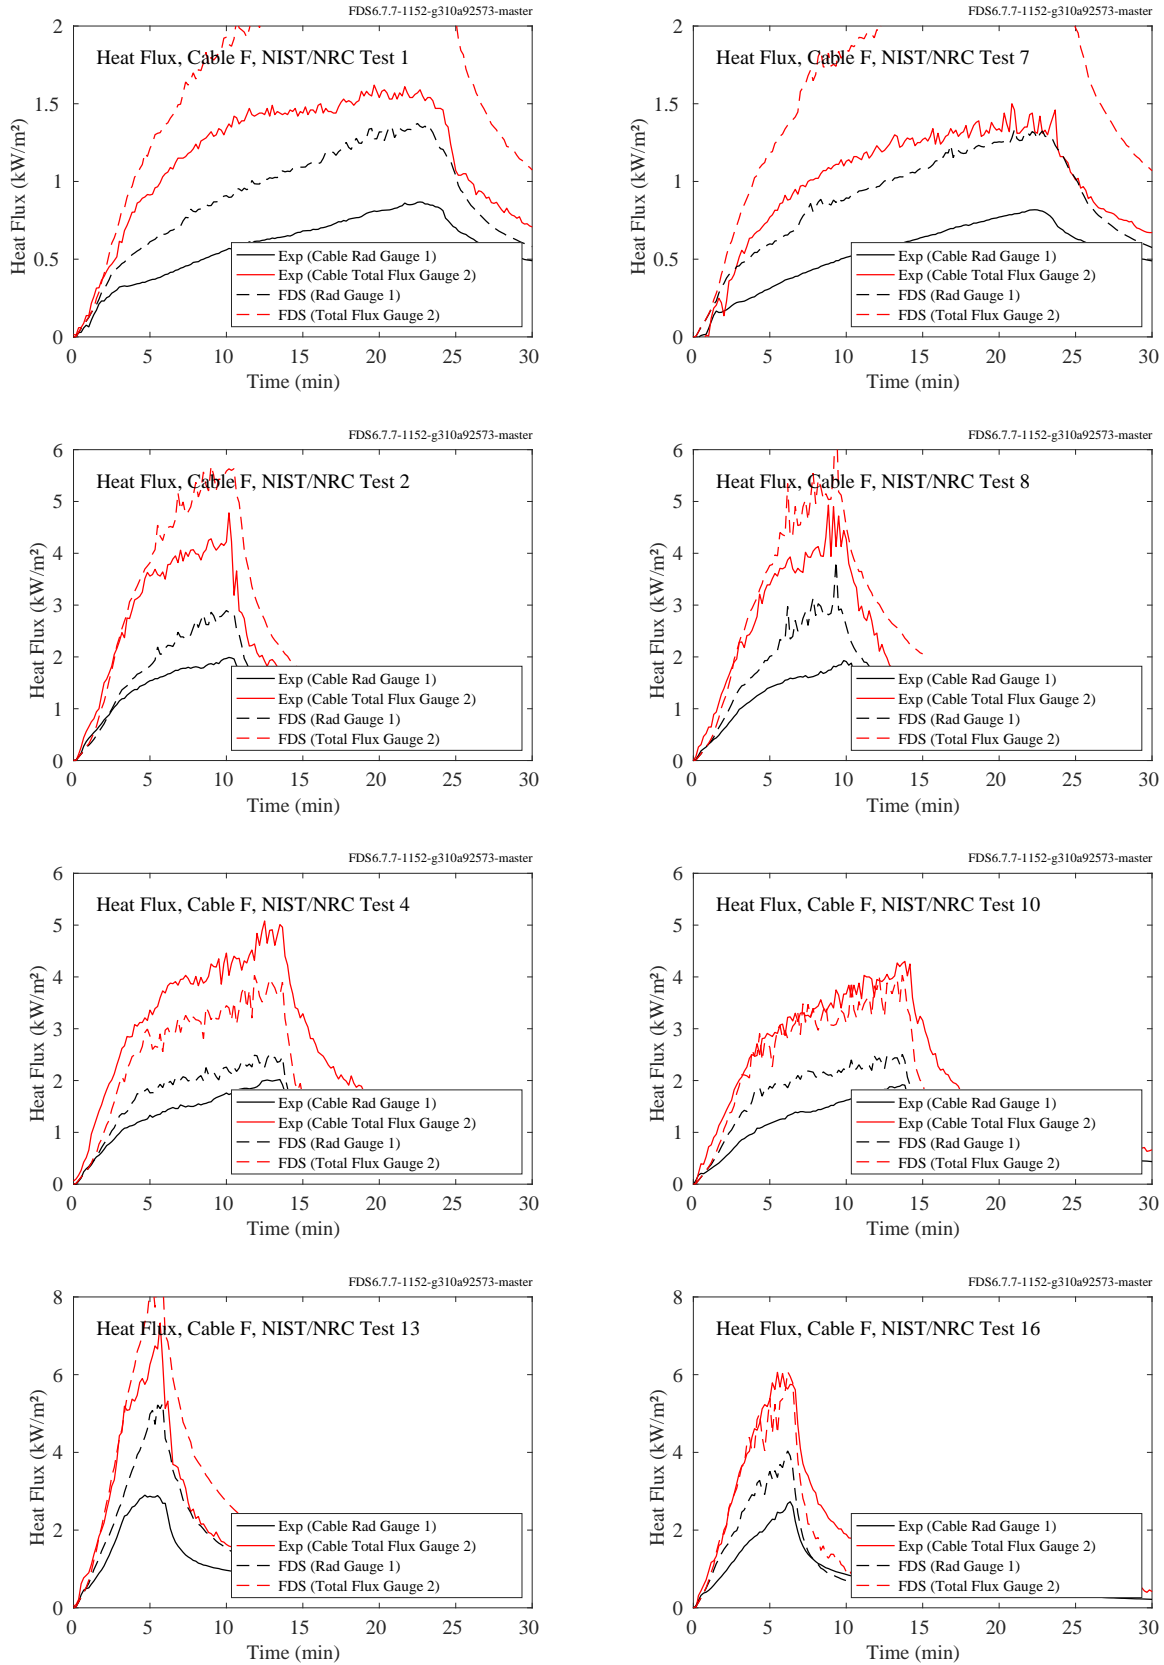 FDS6.7.7-1152-g310a92573-master
Heat Flux, Cable F, NIST/NRC Test 1
Heat Flux (kW/m²)
2
1.5
1
0.5
0
Exp (Cable Rad Gauge 1)
Exp (Cable Total Flux Gauge 2)
FDS (Rad Gauge 1)
FDS (Total Flux Gauge 2)
0 5 10 15 20 25 30
Time (min)
FDS6.7.7-1152-g310a92573-master
Heat Flux, Cable F, NIST/NRC Test 7
Heat Flux (kW/m²)
2
1.5
1
0.5
0
Exp (Cable Rad Gauge 1)
Exp (Cable Total Flux Gauge 2)
FDS (Rad Gauge 1)
FDS (Total Flux Gauge 2)
0 5 10 15 20 25 30
Time (min)
FDS6.7.7-1152-g310a92573-master
Heat Flux, Cable F, NIST/NRC Test 2
Heat Flux (kW/m²)
6
5
4
3
2
1
0
Exp (Cable Rad Gauge 1)
Exp (Cable Total Flux Gauge 2)
FDS (Rad Gauge 1)
FDS (Total Flux Gauge 2)
0 5 10 15 20 25 30
Time (min)
FDS6.7.7-1152-g310a92573-master
Heat Flux, Cable F, NIST/NRC Test 8
Heat Flux (kW/m²)
6
5
4
3
2
1
0
Exp (Cable Rad Gauge 1)
Exp (Cable Total Flux Gauge 2)
FDS (Rad Gauge 1)
FDS (Total Flux Gauge 2)
0 5 10 15 20 25 30
Time (min)
FDS6.7.7-1152-g310a92573-master
Heat Flux, Cable F, NIST/NRC Test 4
Heat Flux (kW/m²)
6
5
4
3
2
1
0
Exp (Cable Rad Gauge 1)
Exp (Cable Total Flux Gauge 2)
FDS (Rad Gauge 1)
FDS (Total Flux Gauge 2)
0 5 10 15 20 25 30
Time (min)
FDS6.7.7-1152-g310a92573-master
Heat Flux, Cable F, NIST/NRC Test 10
Heat Flux (kW/m²)
6
5
4
3
2
1
0
Exp (Cable Rad Gauge 1)
Exp (Cable Total Flux Gauge 2)
FDS (Rad Gauge 1)
FDS (Total Flux Gauge 2)
0 5 10 15 20 25 30
Time (min)
FDS6.7.7-1152-g310a92573-master
Heat Flux, Cable F, NIST/NRC Test 13
Heat Flux (kW/m²)
8
6
4
2
0
Exp (Cable Rad Gauge 1)
Exp (Cable Total Flux Gauge 2)
FDS (Rad Gauge 1)
FDS (Total Flux Gauge 2)
0 5 10 15 20 25 30
Time (min)
FDS6.7.7-1152-g310a92573-master
Heat Flux, Cable F, NIST/NRC Test 16
Heat Flux (kW/m²)
8
6
4
2
0
Exp (Cable Rad Gauge 1)
Exp (Cable Total Flux Gauge 2)
FDS (Rad Gauge 1)
FDS (Total Flux Gauge 2)
0 5 10 15 20 25 30
Time (min)